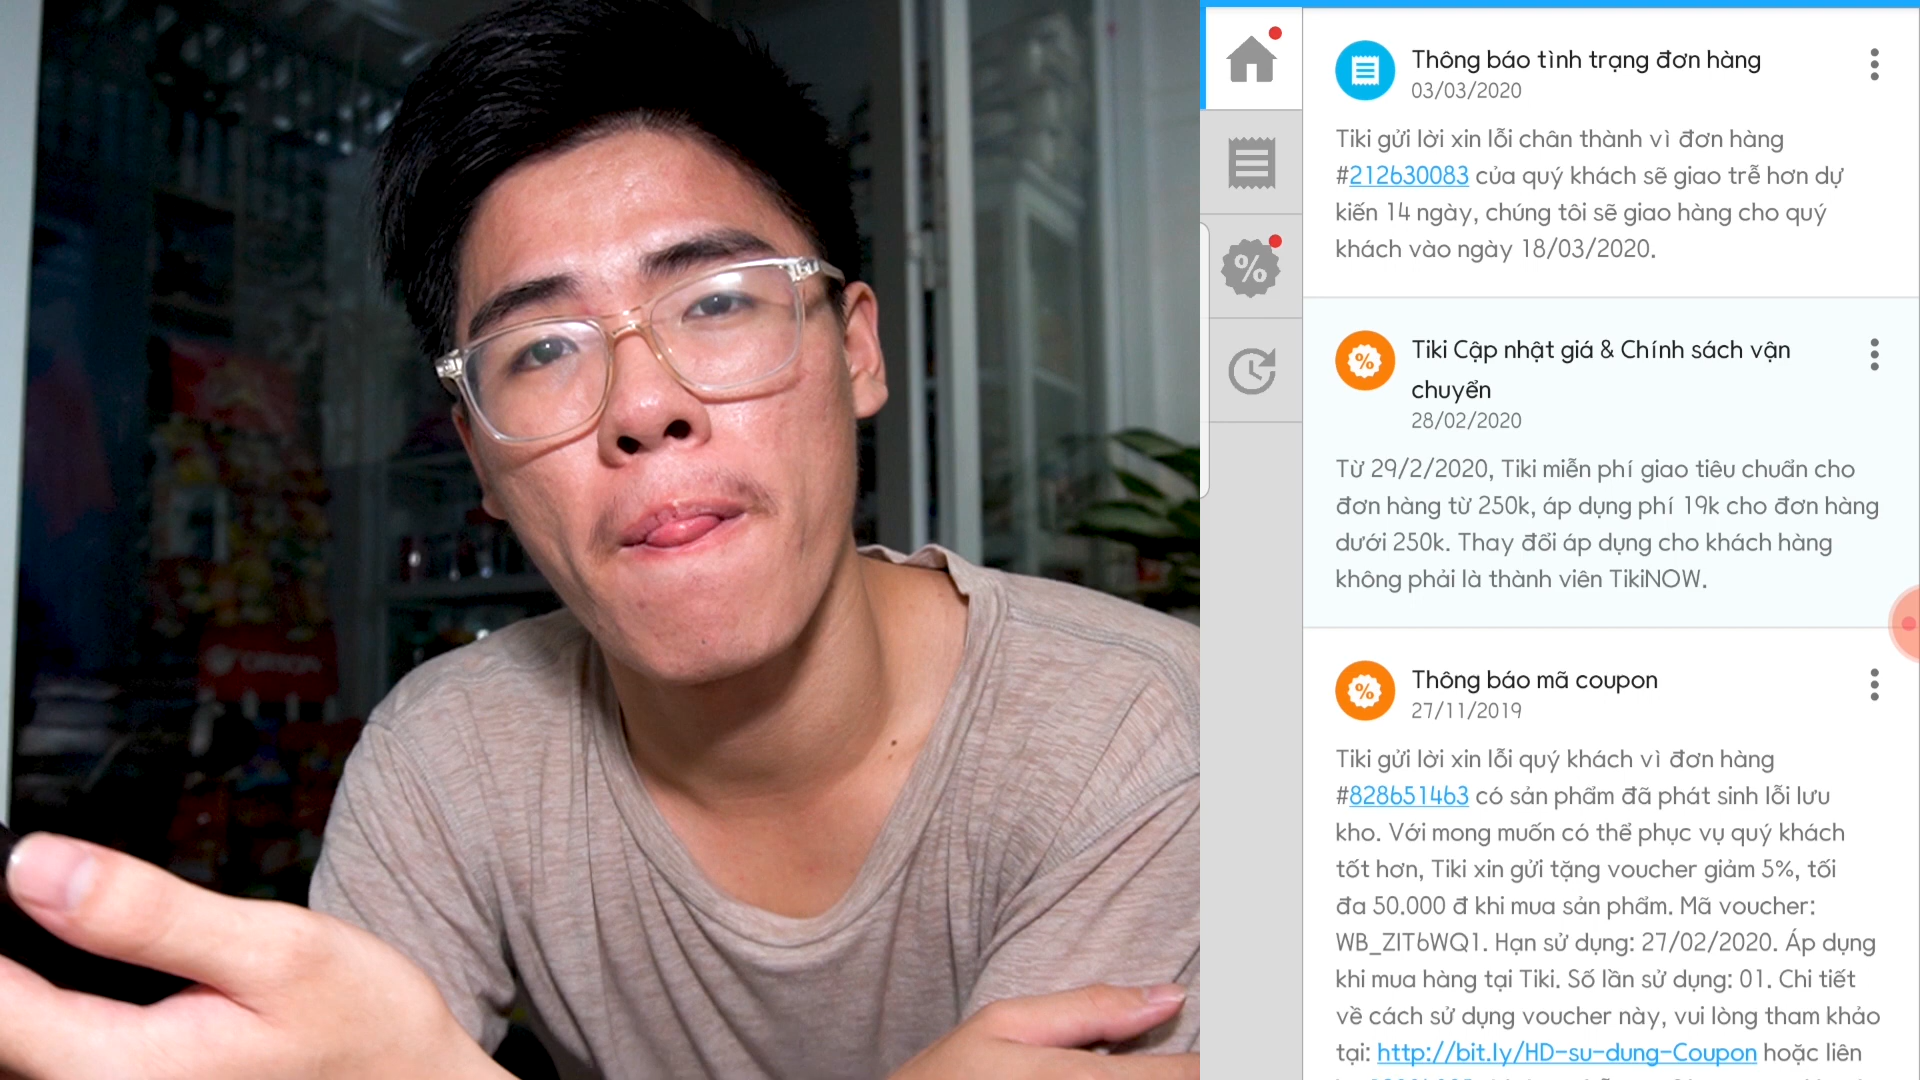 ORION
Thông báo tình trạng đơn hàng
03/03/2020
Tiki gửi lời xin lỗi chân thành vì đơn hàng
#212630083 của quý khách sẽ giao trễ hơn dự
kiến 14 ngày, chúng tôi sẽ giao hàng cho quý
khách vào ngày 18/03/2020.
Tiki Cập nhật giá & Chính sách vận
chuyển
28/02/2020
Từ 29/2/2020, Tiki miễn phí giao tiêu chuẩn cho
đơn hàng từ 250k, áp dụng phí 19k cho đơn hàng
dưới 250k. Thay đổi áp dụng cho khách hàng
không phải là thành viên TikiNOW.
Thông báo mã coupon
27/11/2019
Tiki gửi lời xin lỗi quý khách vì đơn hàng
#828651463 có sản phẩm đã phát sinh lỗi lưu
kho. Với mong muốn có thể phục vụ quý khách
tốt hơn, Tiki xin gửi tặng voucher giảm 5%, tối
đa 50.000 đ khi mua sản phẩm. Mã voucher:
WB_ZIT6WQ1. Hạn sử dụng: 27/02/2020. Áp dụng
khi mua hàng tại Tiki. Số lần sử dụng: 01. Chi tiết
về cách sử dụng voucher này, vui lòng tham khảo
tại: http://bit.ly/HD-su-dung-Coupon hoặc liên